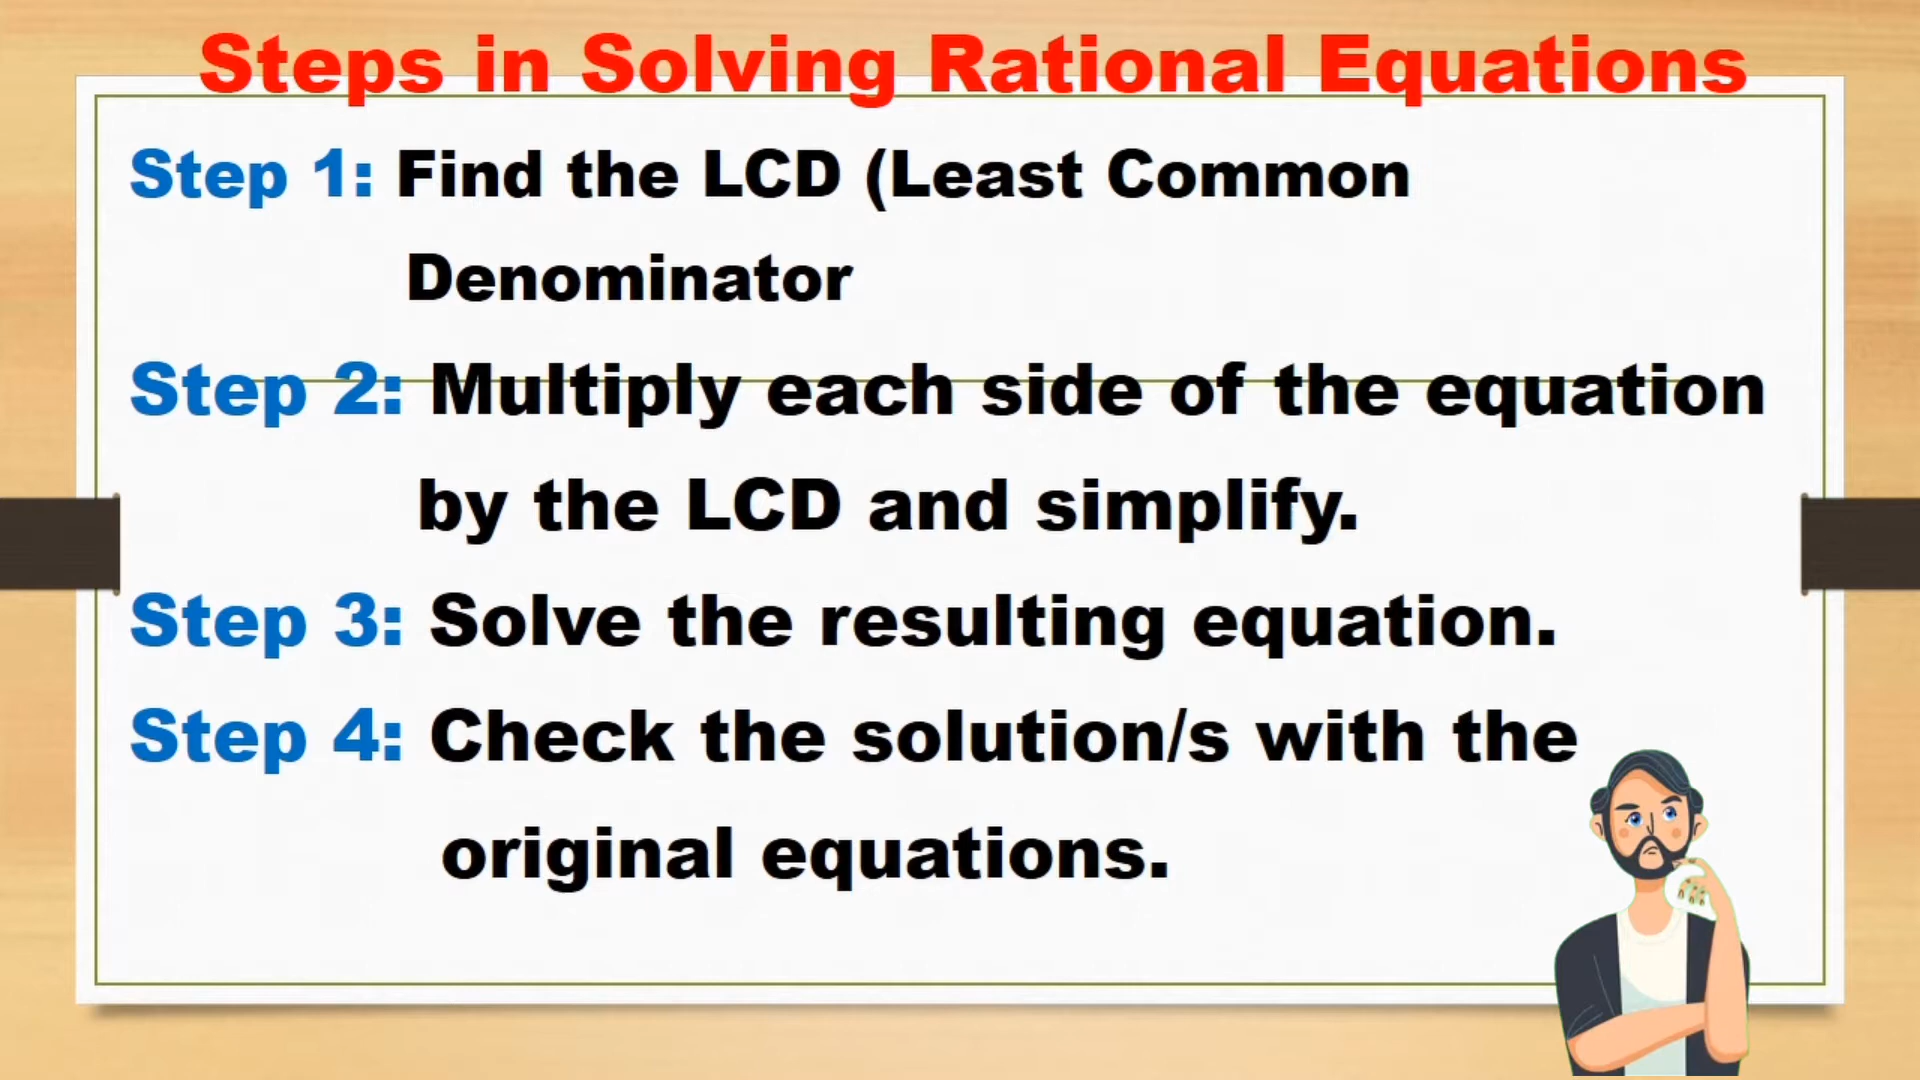 Steps in Solving Rational Equations
Step 1: Find the LCD (Least Common
Denominator
Step 2: Multiply each side of the equation
by the LCD and simplify.
Step 3: Solve the resulting equation.
Step 4: Check the solution/s with the
original equations.